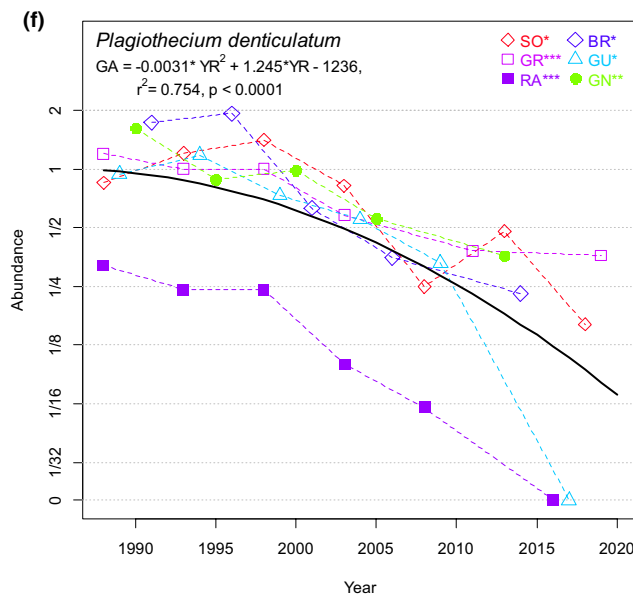 (f)
Plagiothecium denticulatum
GA = -0.0031* YR² + 1.245*YR - 1236,
r² = 0.754, p < 0.0001
SO* BR*
GR*** GU*
RA*** GN**
Abundance
2
1
1/2
1/4
1/8
1/16
1/32
0
1990 1995 2000 2005 2010 2015 2020
Year